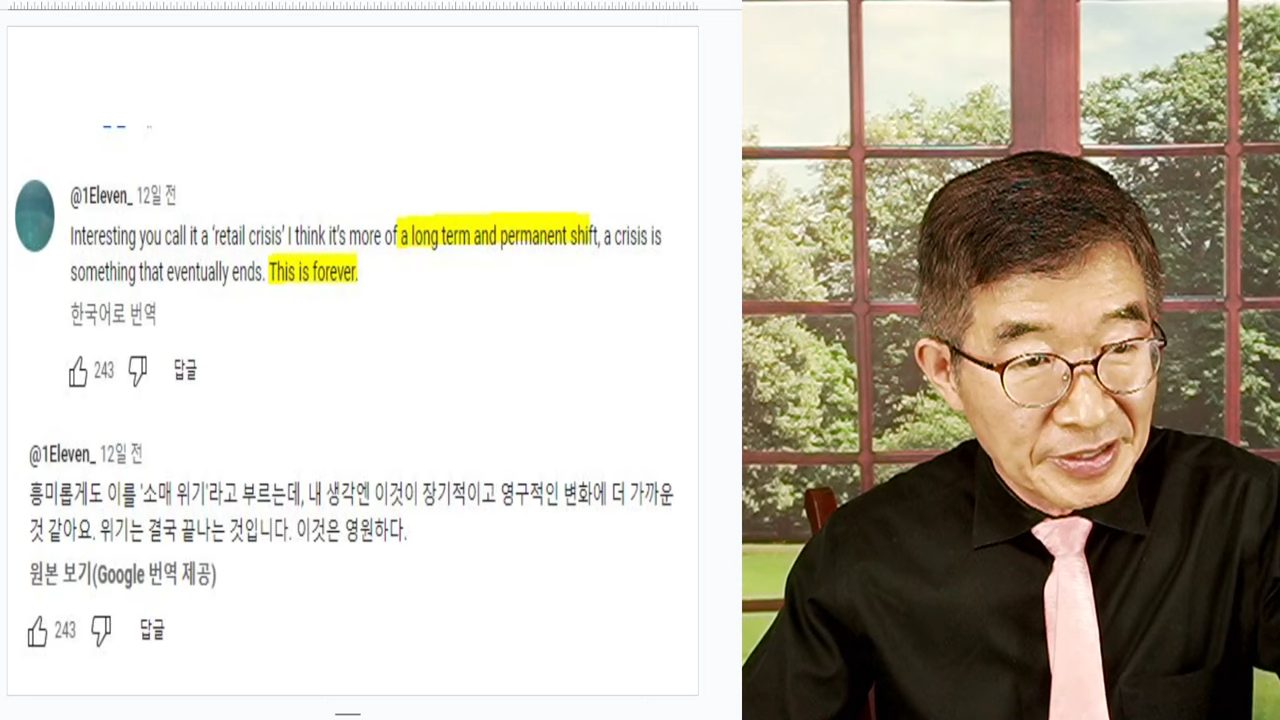 @1Eleven_ 12일 전
Interesting you call it a 'retail crisis' I think it's more of a long term and permanent shift, a crisis is
something that eventually ends. This is forever.
한국어로 번역
243 답글
@1Eleven_ 12일 전
흥미롭게도 이를 '소매 위기'라고 부르는데, 내 생각엔 이것이 장기적이고 영구적인 변화에 더 가까운
것 같아요. 위기는 결국 끝나는 것입니다. 이것은 영원하다.
원본 보기(Google 번역 제공)
243 답글